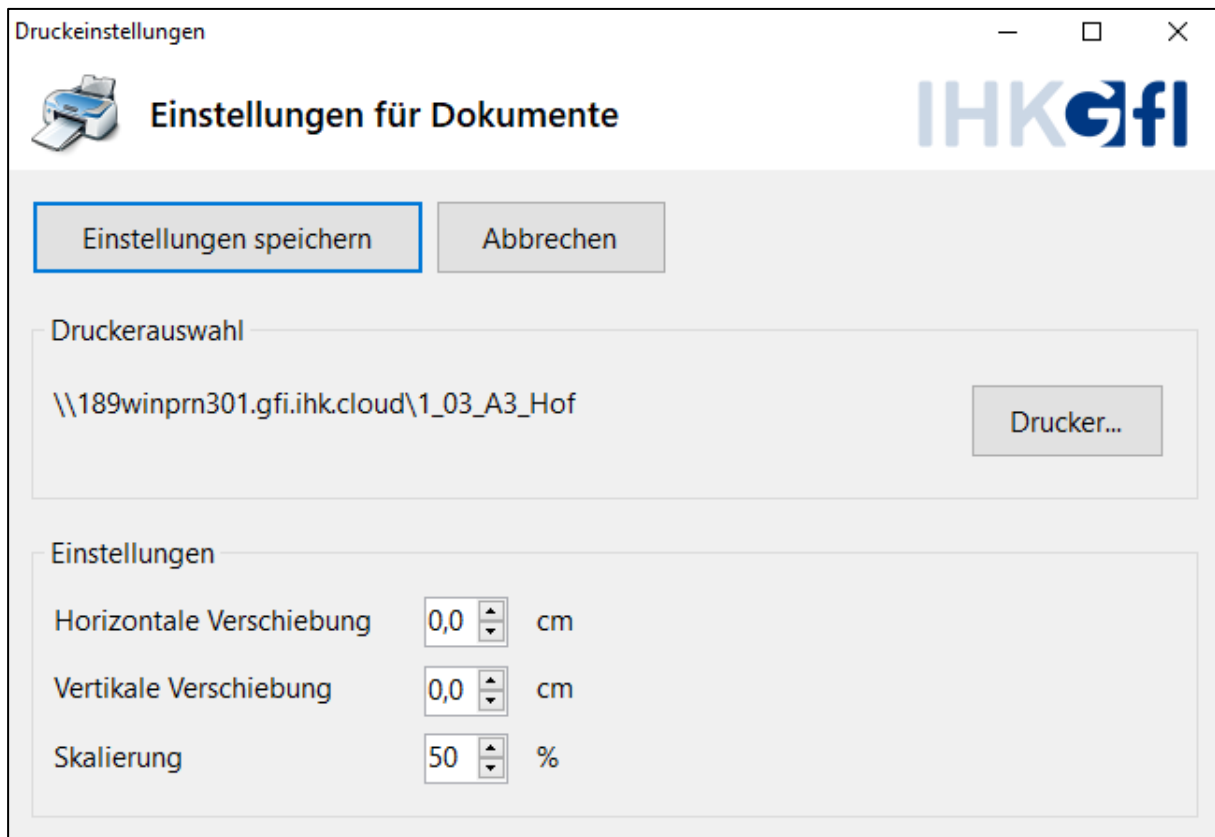 Druckeinstellungen
Einstellungen für Dokumente
IHKGfI
Einstellungen speichern
Abbrechen
Druckerauswahl
\\189winprn301.gfi.ihk.cloud\1_03_A3_Hof
Drucker...
Einstellungen
Horizontale Verschiebung 0,0 cm
Vertikale Verschiebung 0,0 cm
Skalierung 50 %